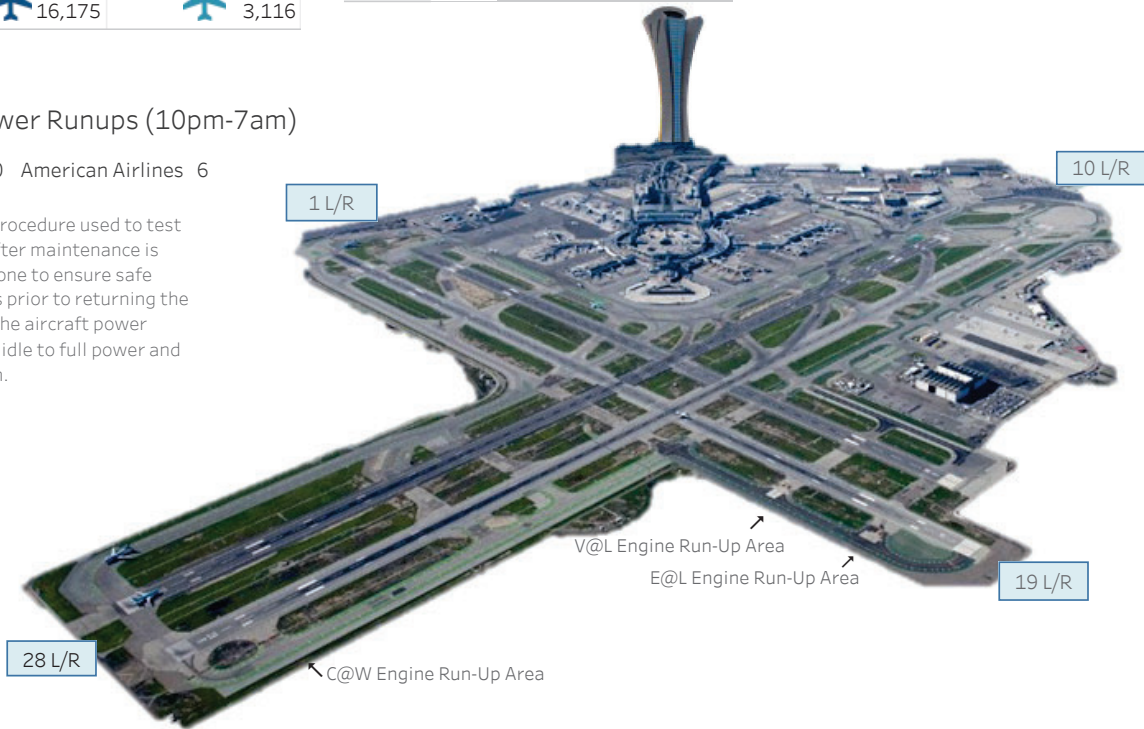 16,175 3,116
wer Runups (10pm-7am)
American Airlines 6
rocedure used to test
fter maintenance is
one to ensure safe
s prior to returning the
he aircraft power
idle to full power and
1 L/R
10 L/R
V@L Engine Run-Up Area
E@L Engine Run-Up Area
19 L/R
28 L/R
C@W Engine Run-Up Area